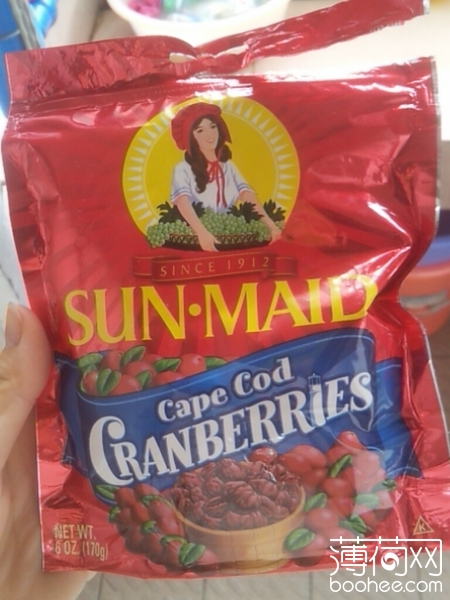 SINCE 1912
SUN•MAID
Cape Cod
CRANBERRIES
NET WT.
6 OZ. (170g)
K
薄荷网
boohee.com